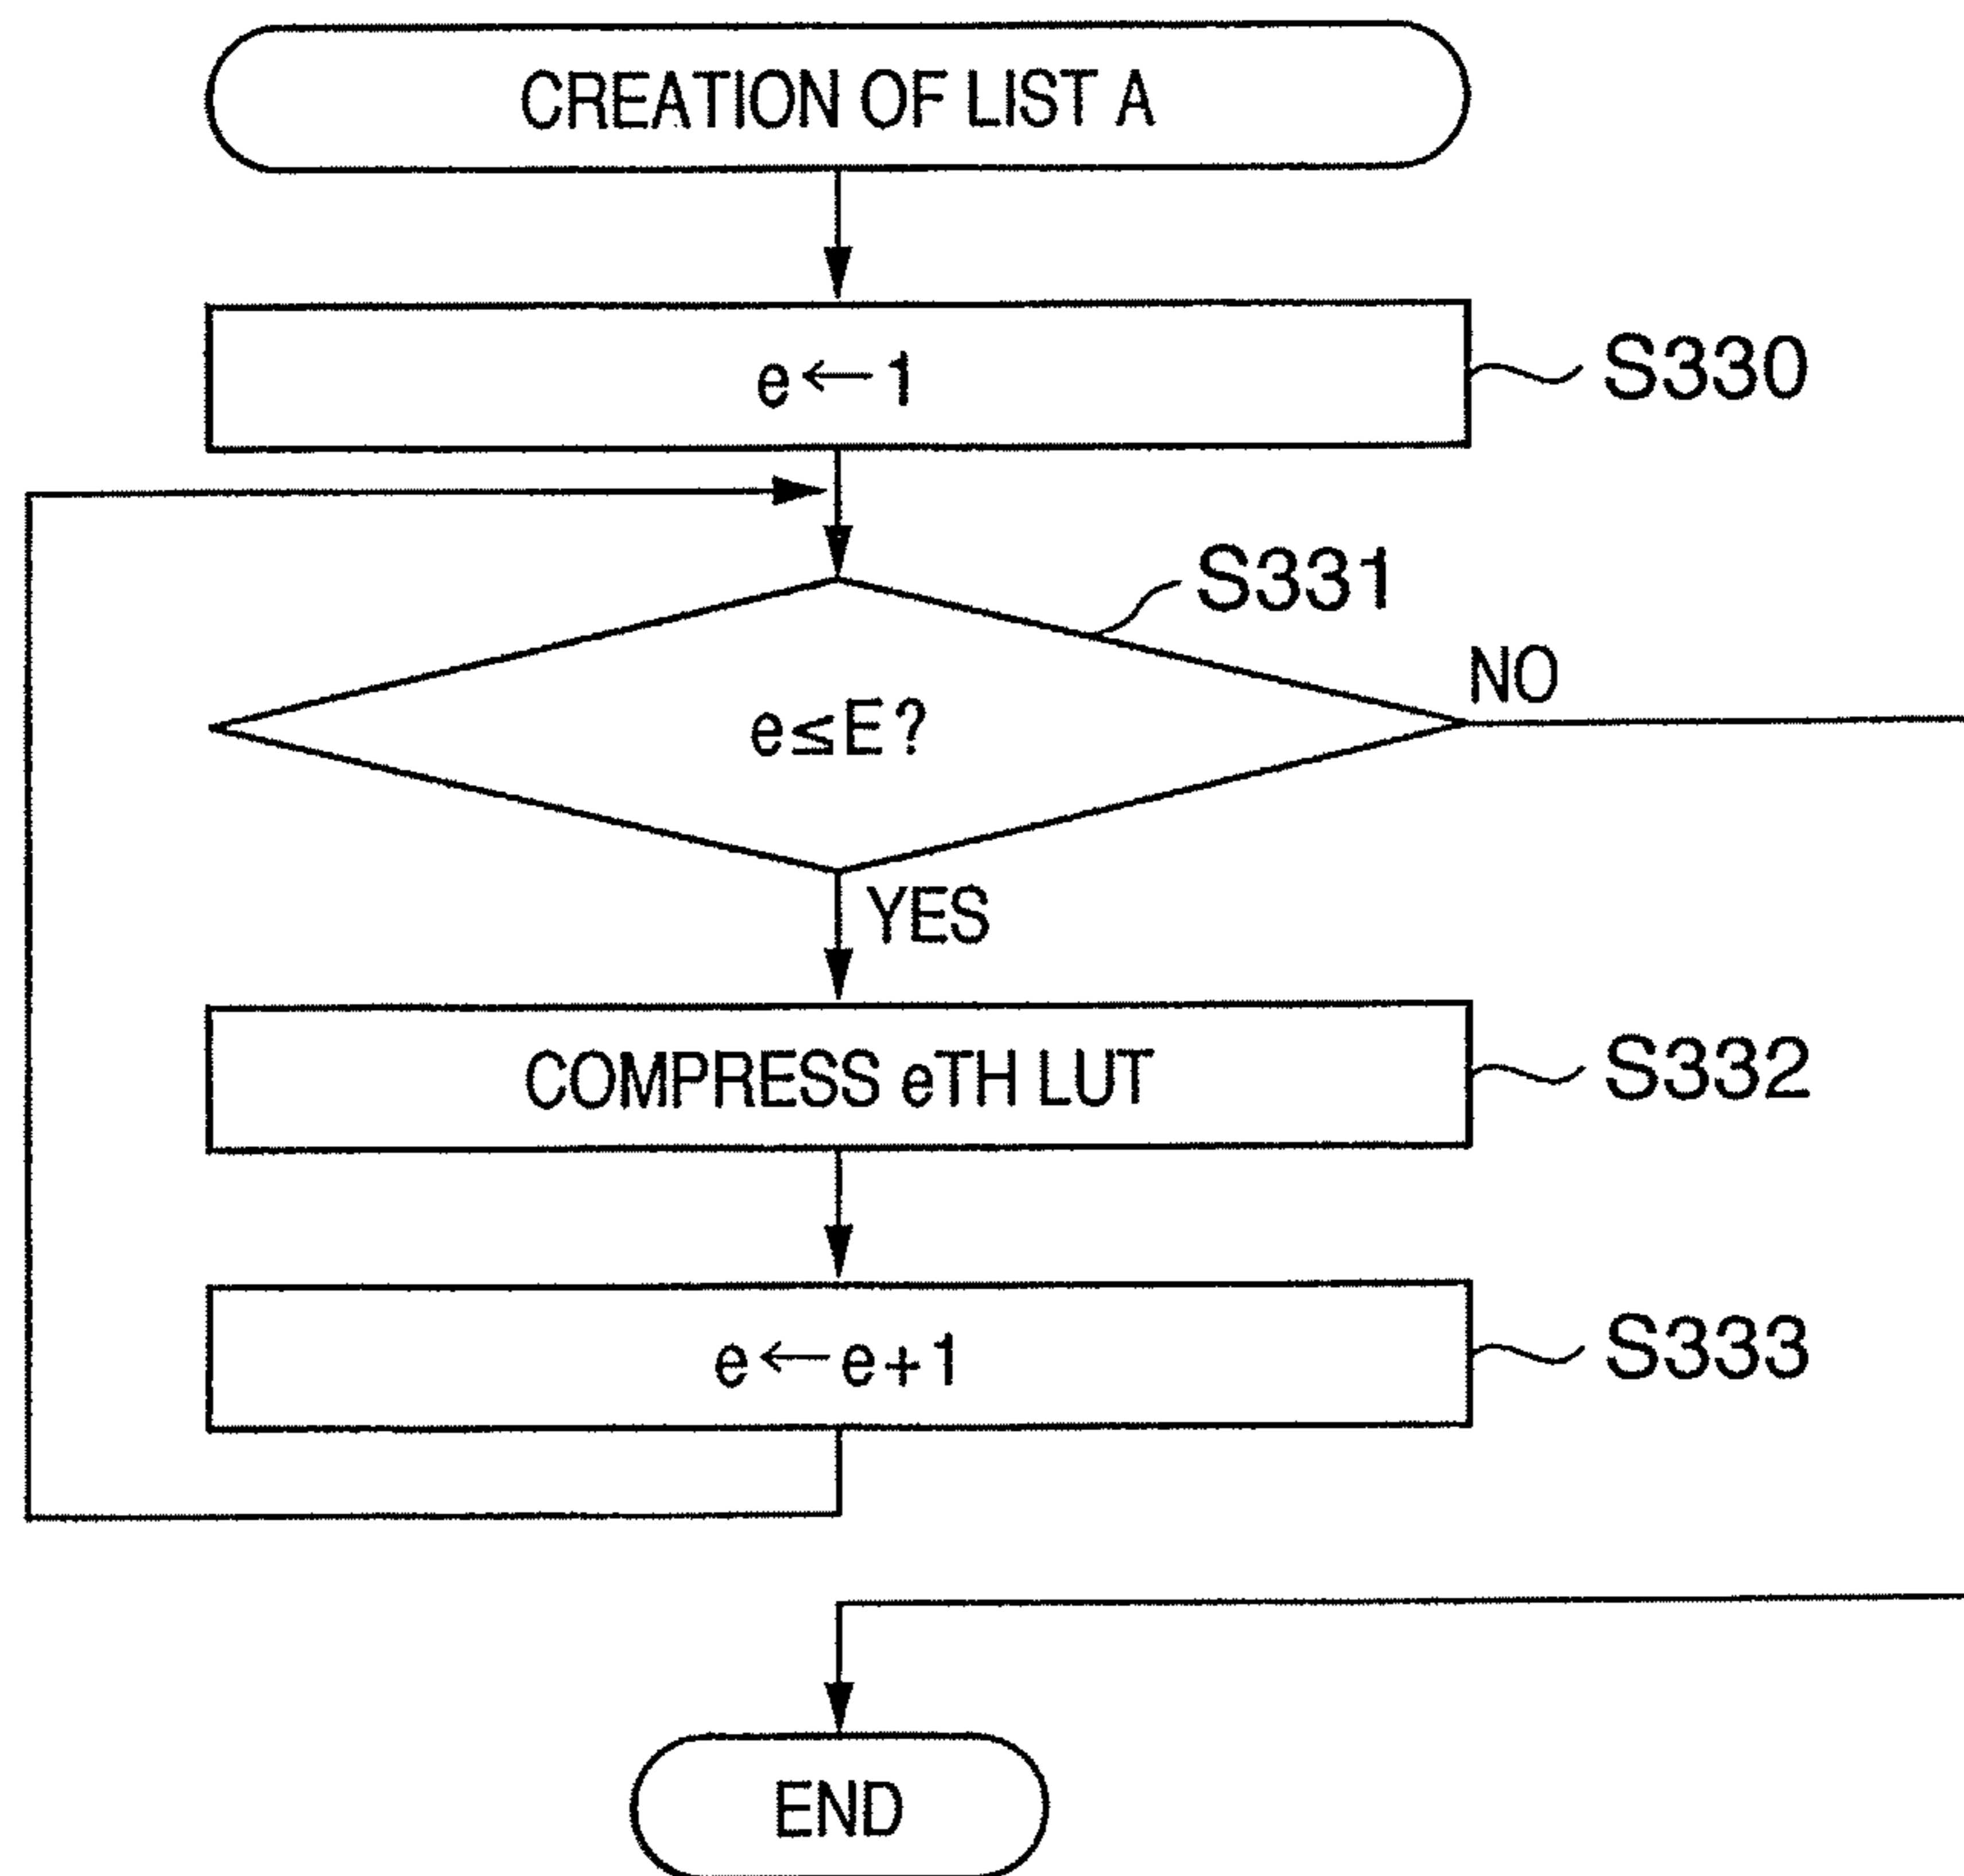 CREATION OF LIST A
e←1
S330
S331
e≤E?
NO
YES
COMPRESS eTH LUT
S332
e←e+1
S333
END